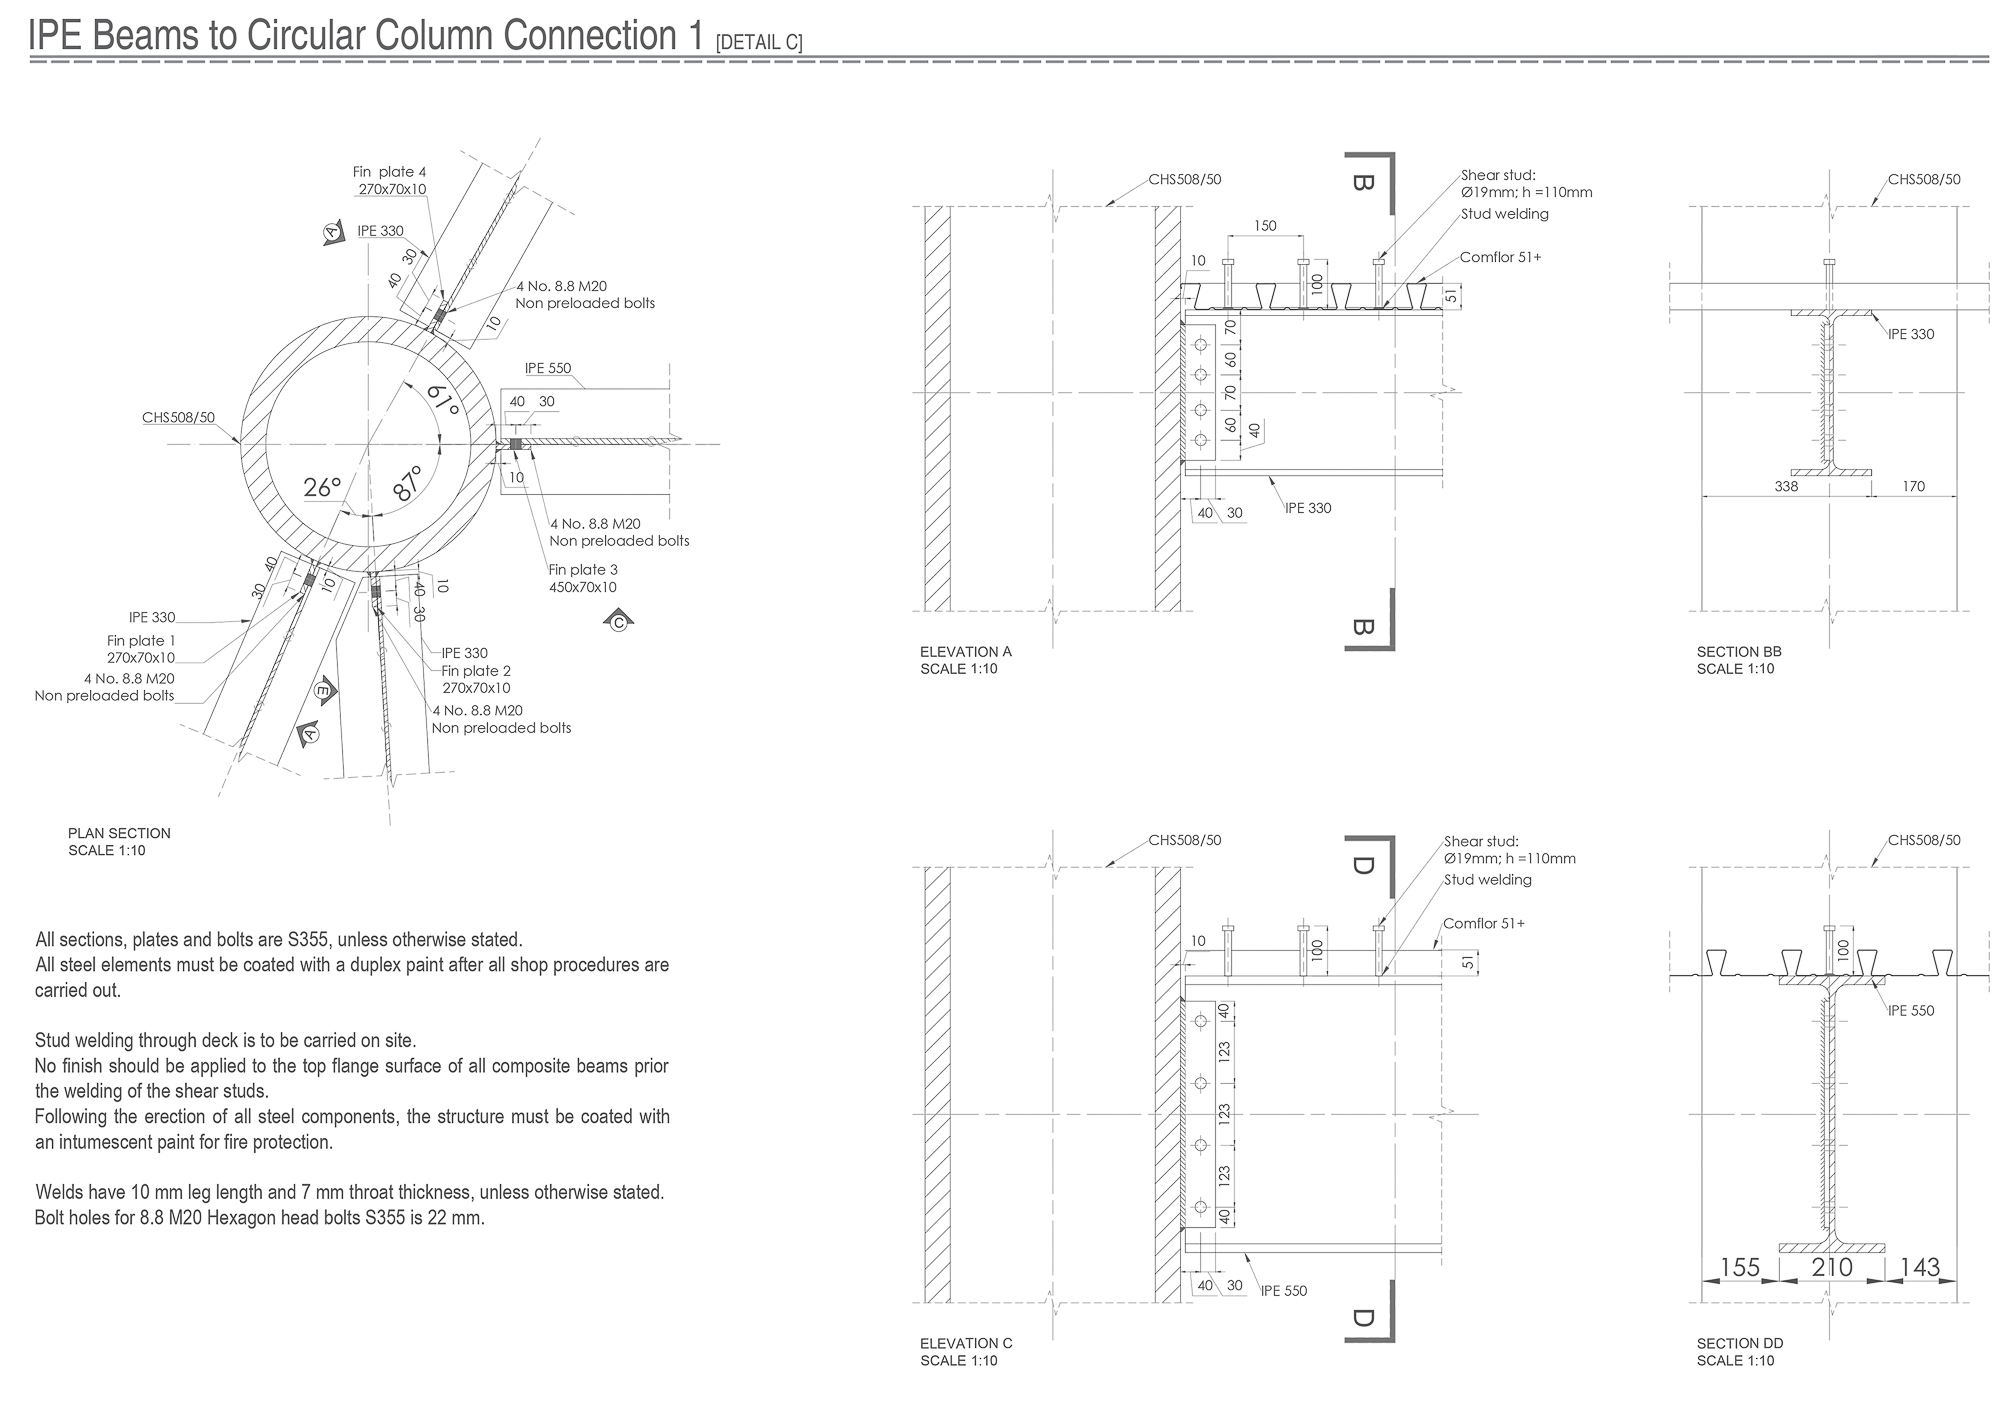 IPE Beams to Circular Column Connection 1 [DETAIL C]
Fin plate 4
270x70x10
A
IPE 330
30
40
4 No. 8.8 M20
Non preloaded bolts
10
IPE 550
40
30
61°
CHS508/50
26°
87°
10
4 No. 8.8 M20
Non preloaded bolts
Fin plate 3
450x70x10
C
40
30
10
10
40
30
IPE 330
Fin plate 1
270x70x10
4 No. 8.8 M20
Non preloaded bolts
IPE 330
Fin plate 2
270x70x10
4 No. 8.8 M20
Non preloaded bolts
E
A
PLAN SECTION
SCALE 1:10
All sections, plates and bolts are S355, unless otherwise stated.
All steel elements must be coated with a duplex paint after all shop procedures are
carried out.
Stud welding through deck is to be carried on site.
No finish should be applied to the top flange surface of all composite beams prior
the welding of the shear studs.
Following the erection of all steel components, the structure must be coated with
an intumescent paint for fire protection.
Welds have 10 mm leg length and 7 mm throat thickness, unless otherwise stated.
Bolt holes for 8.8 M20 Hexagon head bolts S355 is 22 mm.
CHS508/50
B
Shear stud:
Ø19mm; h =110mm
Stud welding
150
Comflor 51+
10
100
51
70
60
70
60
40
40
30
IPE 330
B
ELEVATION A
SCALE 1:10
CHS508/50
IPE 330
338
170
SECTION BB
SCALE 1:10
CHS508/50
D
Shear stud:
Ø19mm; h =110mm
Stud welding
Comflor 51+
10
100
51
40
123
123
123
40
40
30
IPE 550
D
ELEVATION C
SCALE 1:10
CHS508/50
100
IPE 550
155
210
143
SECTION DD
SCALE 1:10